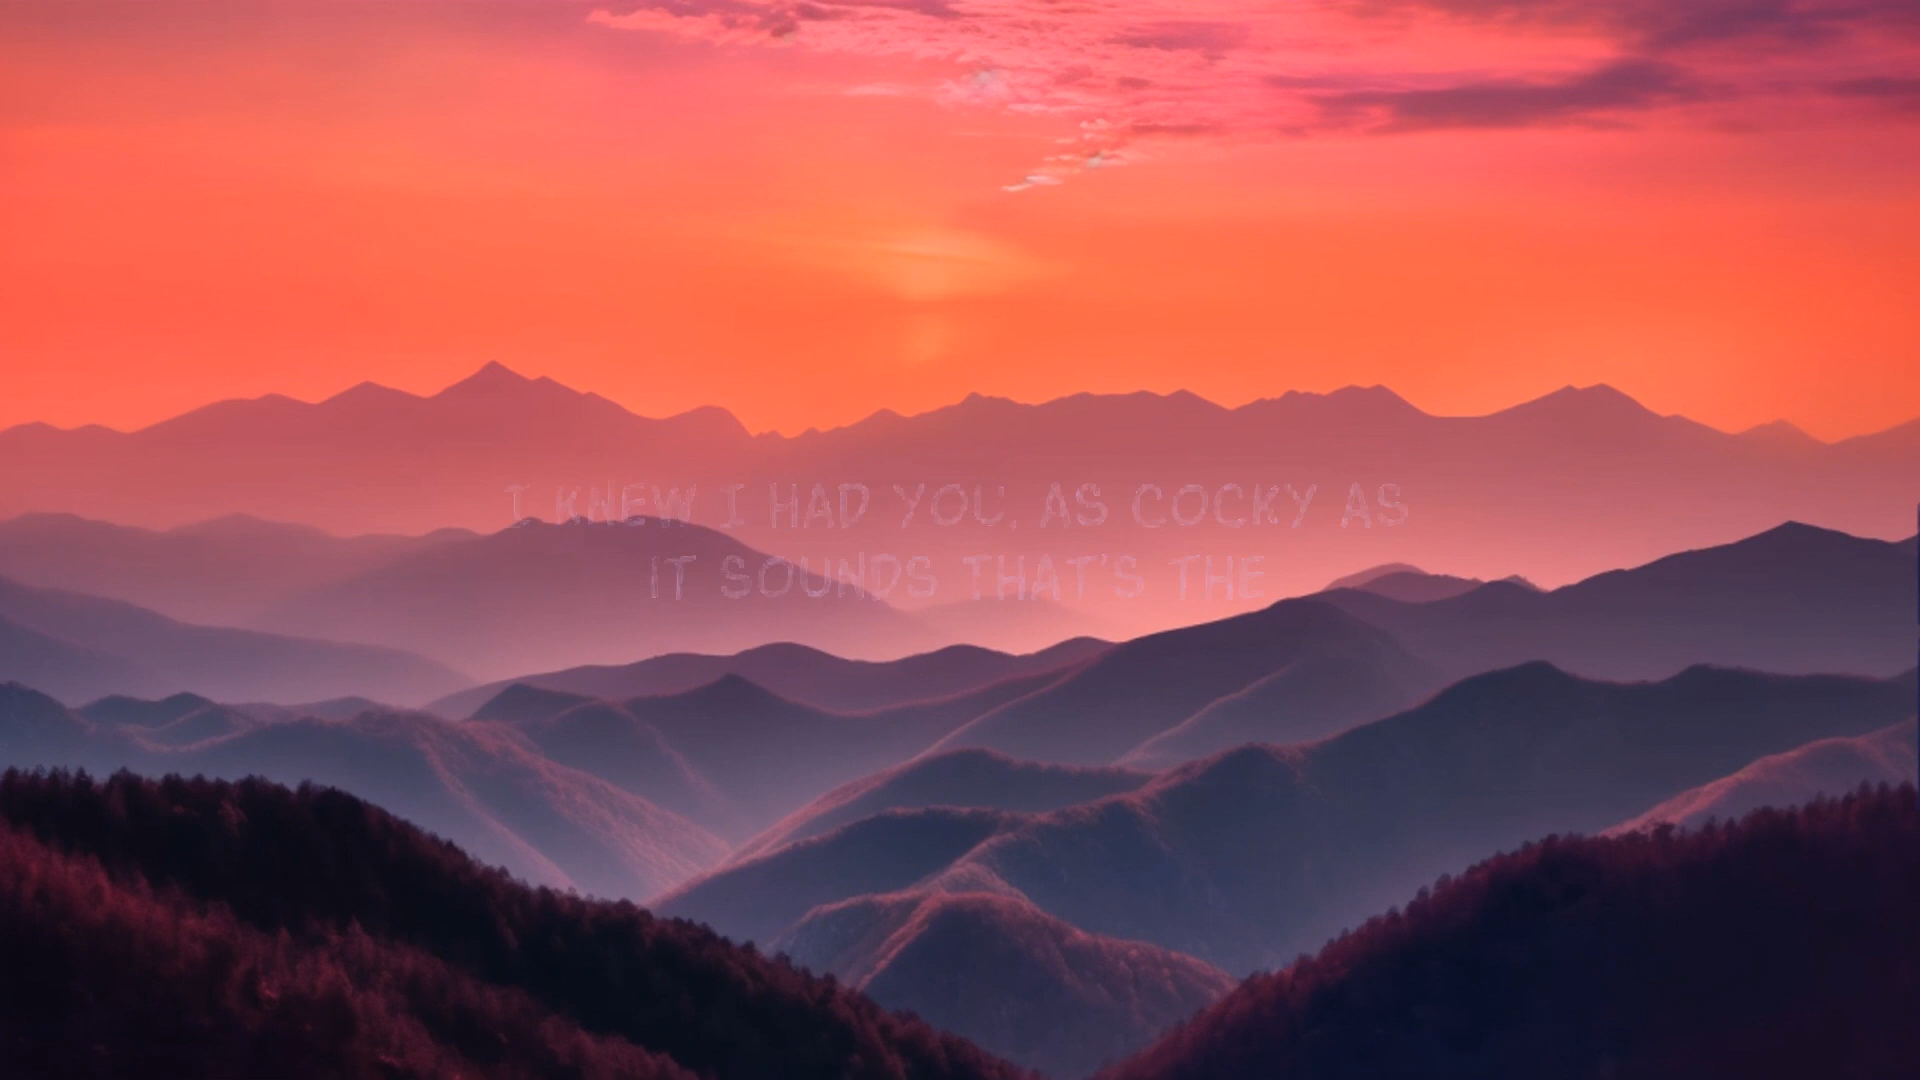 I KNEW I HAD YOU, AS COCKY AS
IT SOUNDS THAT'S THE